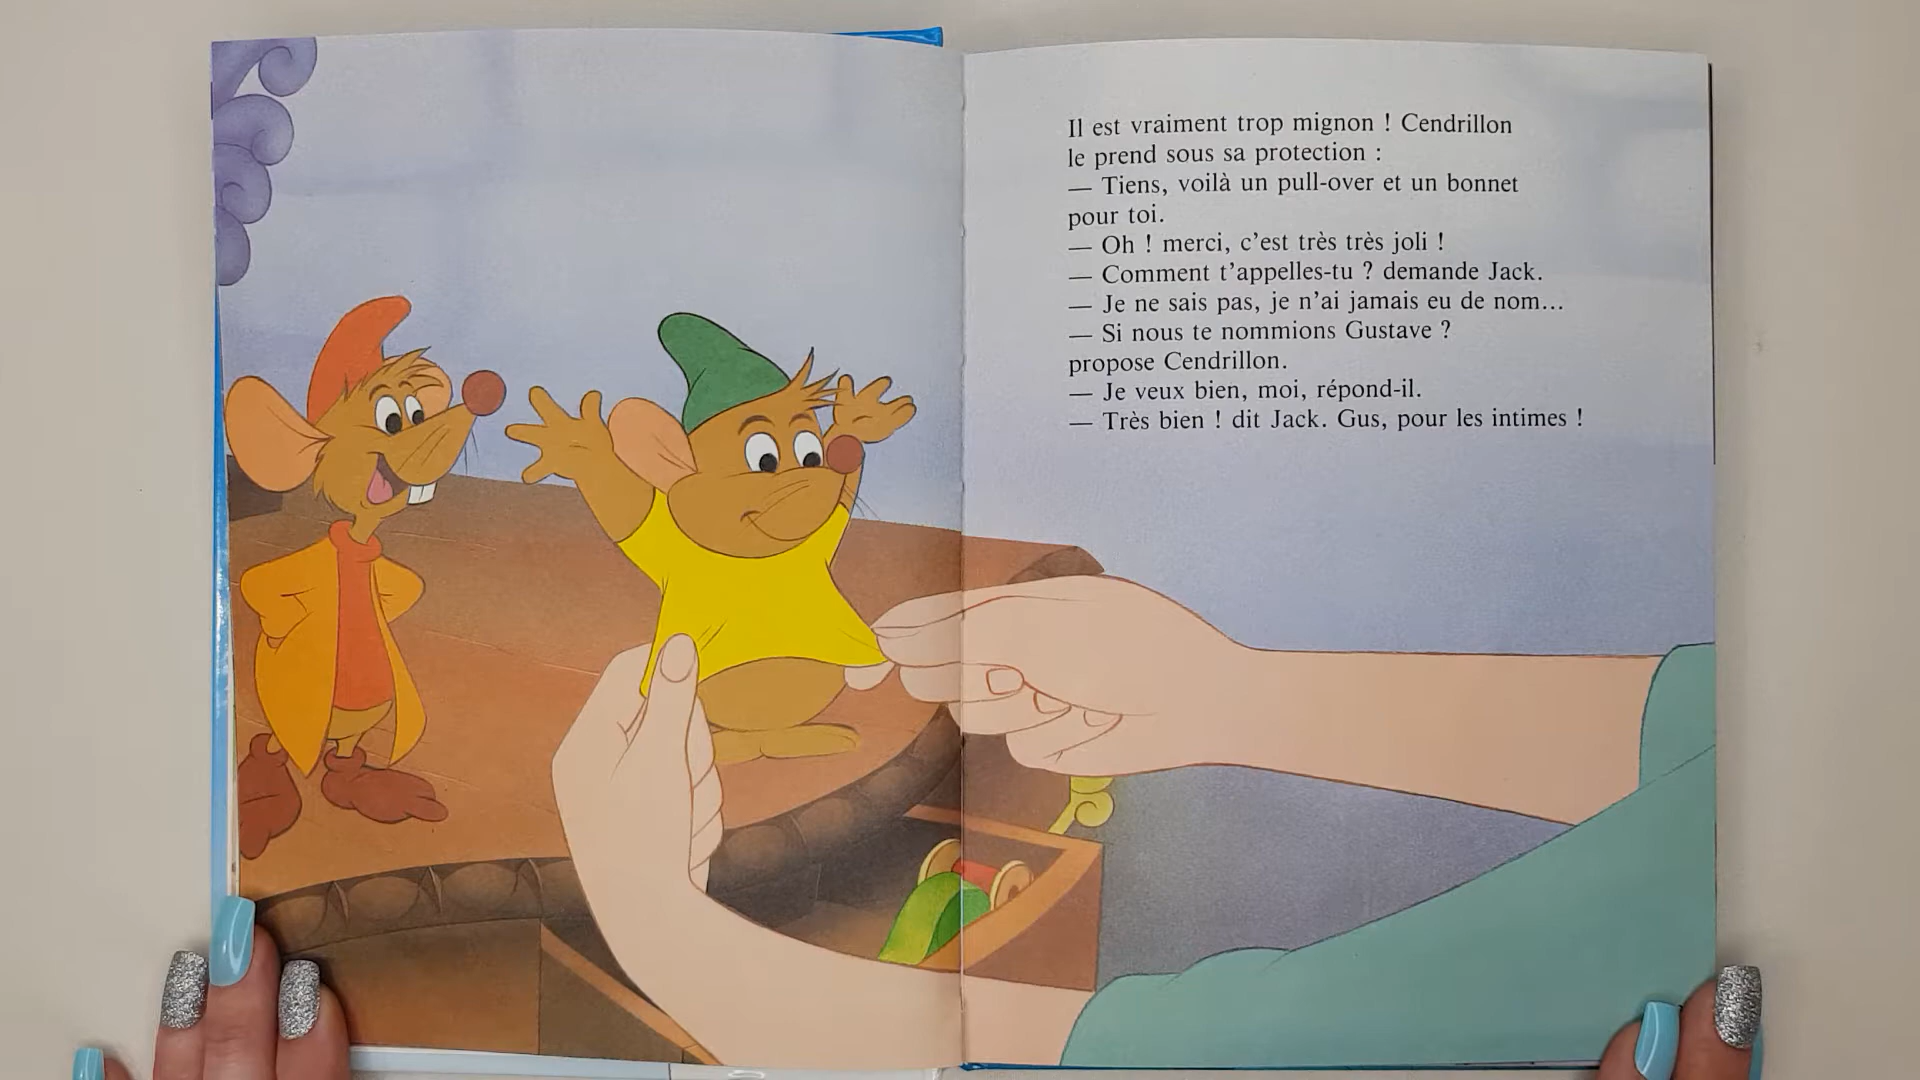 Il est vraiment trop mignon ! Cendrillon
le prend sous sa protection :
— Tiens, voilà un pull-over et un bonnet
pour toi.
— Oh ! merci, c’est très très joli !
— Comment t’appelles-tu ? demande Jack.
— Je ne sais pas, je n’ai jamais eu de nom...
— Si nous te nommions Gustave ?
propose Cendrillon.
— Je veux bien, moi, répond-il.
— Très bien ! dit Jack. Gus, pour les intimes !